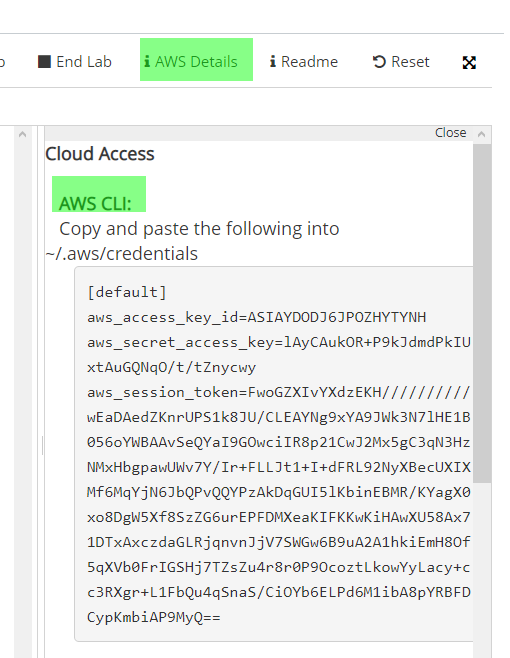 End Lab
AWS Details
Readme
Reset
Close
Cloud Access
AWS CLI:
Copy and paste the following into
~/.aws/credentials
[default]
aws_access_key_id=ASIAYDODJ6JPOZHYTYNH
aws_secret_access_key=lAyCAukOR+P9kJdmdPkIU
xtAuGQNqO/t/tZnycwy
aws_session_token=FwoGZXIvYXdzEKH//////////
wEaDAedZKnrUPS1k8JU/CLEAYNg9xYA9JWk3N7lHE1B
056oYWBAAvSeQYaI9GOwciIR8p21CwJ2Mx5gC3qN3Hz
NMxHbgpawUWv7Y/Ir+FLLJt1+I+dFRL92NyXBecUXIX
Mf6MqYjN6JbQPvQQYPzAkDqGUI5lKbinEBMR/KYagX0
xo8DgW5Xf8SzZG6urEPFDMXeaKIFKKwKiHAwXU58Ax7
1DTxAxczdaGLRjqnvnJjV7SWGw6B9uA2A1hkiEmH8Of
5qXVb0FrIGSHj7TZsZu4r8r0P9OcoztLkowYyLacy+c
c3RXgr+L1FbQu4qSnaS/CiOYb6ELPd6M1ibA8pYRBFD
CypKmbiAP9MyQ==